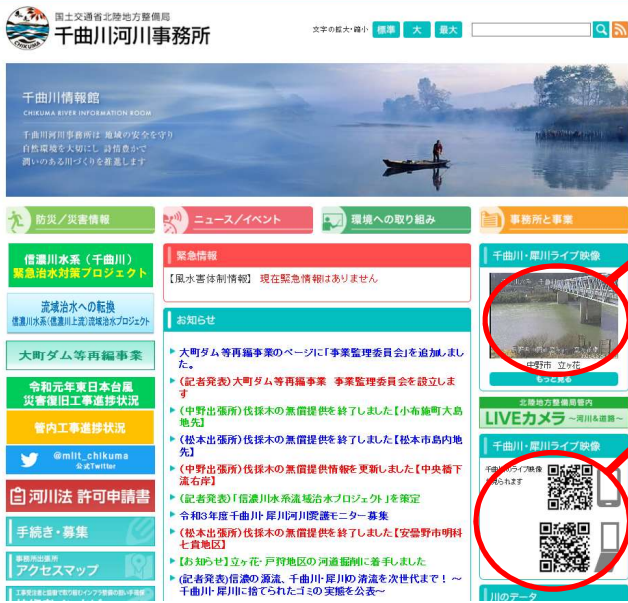 国土交通省北陸地方整備局
千曲川河川事務所
CHIKUMA
文字の拡大・縮小 標準 大 最大
千曲川情報館
CHIKUMA RIVER INFORMATION ROOM
千曲川河川事務所は 地域の安全を守り
自然環境を大切にし 詩情豊かで
潤いのある川づくりを推進します
防災／災害情報
ニュース／イベント
環境への取り組み
事務所と事業
信濃川水系（千曲川）
緊急治水対策プロジェクト
流域治水への転換
信濃川水系(信濃川上流)流域治水プロジェクト
大町ダム等再編事業
令和元年東日本台風
災害復旧工事進捗状況
管内工事進捗状況
@mlit_chikuma
公式Twitter
河川法 許可申請書
手続き・募集
事務所出張所
アクセスマップ
緊急情報
【風水害体制情報】 現在緊急情報はありません
お知らせ
大町ダム等再編事業のページに「事業監理委員会」を追加しまし
た。
(記者発表)大町ダム等再編事業 事業監理委員会を設立しま
す
(中野出張所)伐採木の無償提供を終了しました【小布施町大島
地先】
(松本出張所)伐採木の無償提供を終了しました【松本市島内地
先】
(中野出張所)伐採木の無償提供情報を更新しました【中央橋下
流右岸】
(記者発表)「信濃川水系流域治水プロジェクト」を策定
令和3年度千曲川・犀川河川愛護モニター募集
(松本出張所)伐採木の無償提供を終了しました【安曇野市明科
七貴地区】
【お知らせ】立ヶ花・戸狩地区の河道掘削に着手しました
(記者発表)信濃の源流、千曲川・犀川の清流を次世代まで！～
千曲川・犀川に捨てられたゴミの実態を公表～
千曲川・犀川ライブ映像
中野市 立ヶ花
もっと見る
北陸地方整備局管内
LIVEカメラ ～河川&道路～
千曲川・犀川ライブ映像
川のデータ